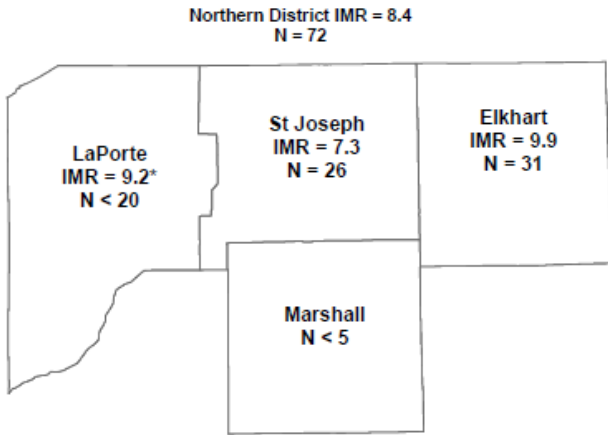 Northern District IMR = 8.4
N = 72
LaPorte
IMR = 9.2*
N < 20
St Joseph
IMR = 7.3
N = 26
Elkhart
IMR = 9.9
N = 31
Marshall
N < 5